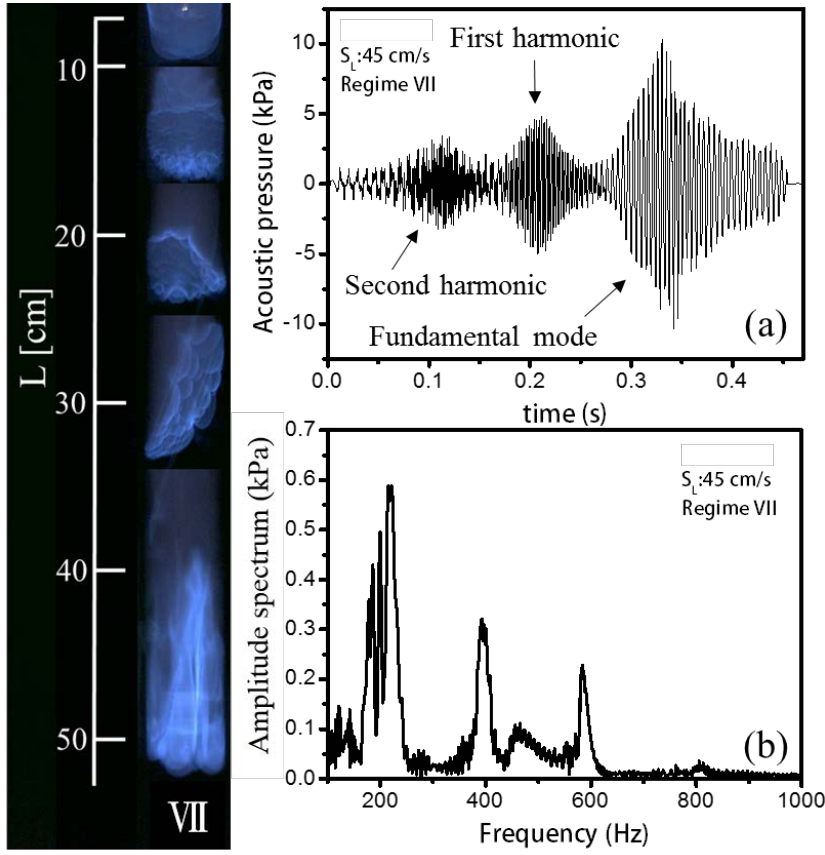 L [cm]
10
20
30
40
50
VII
Acoustic pressure (kPa)
10
5
0
-5
-10
S_L:45 cm/s
Regime VII
First harmonic
Second harmonic
Fundamental mode
(a)
0.0 0.1 0.2 0.3 0.4
time (s)
Amplitude spectrum (kPa)
0.7
0.6
0.5
0.4
0.3
0.2
0.1
0.0
S_L:45 cm/s
Regime VII
(b)
200 400 600 800 1000
Frequency (Hz)